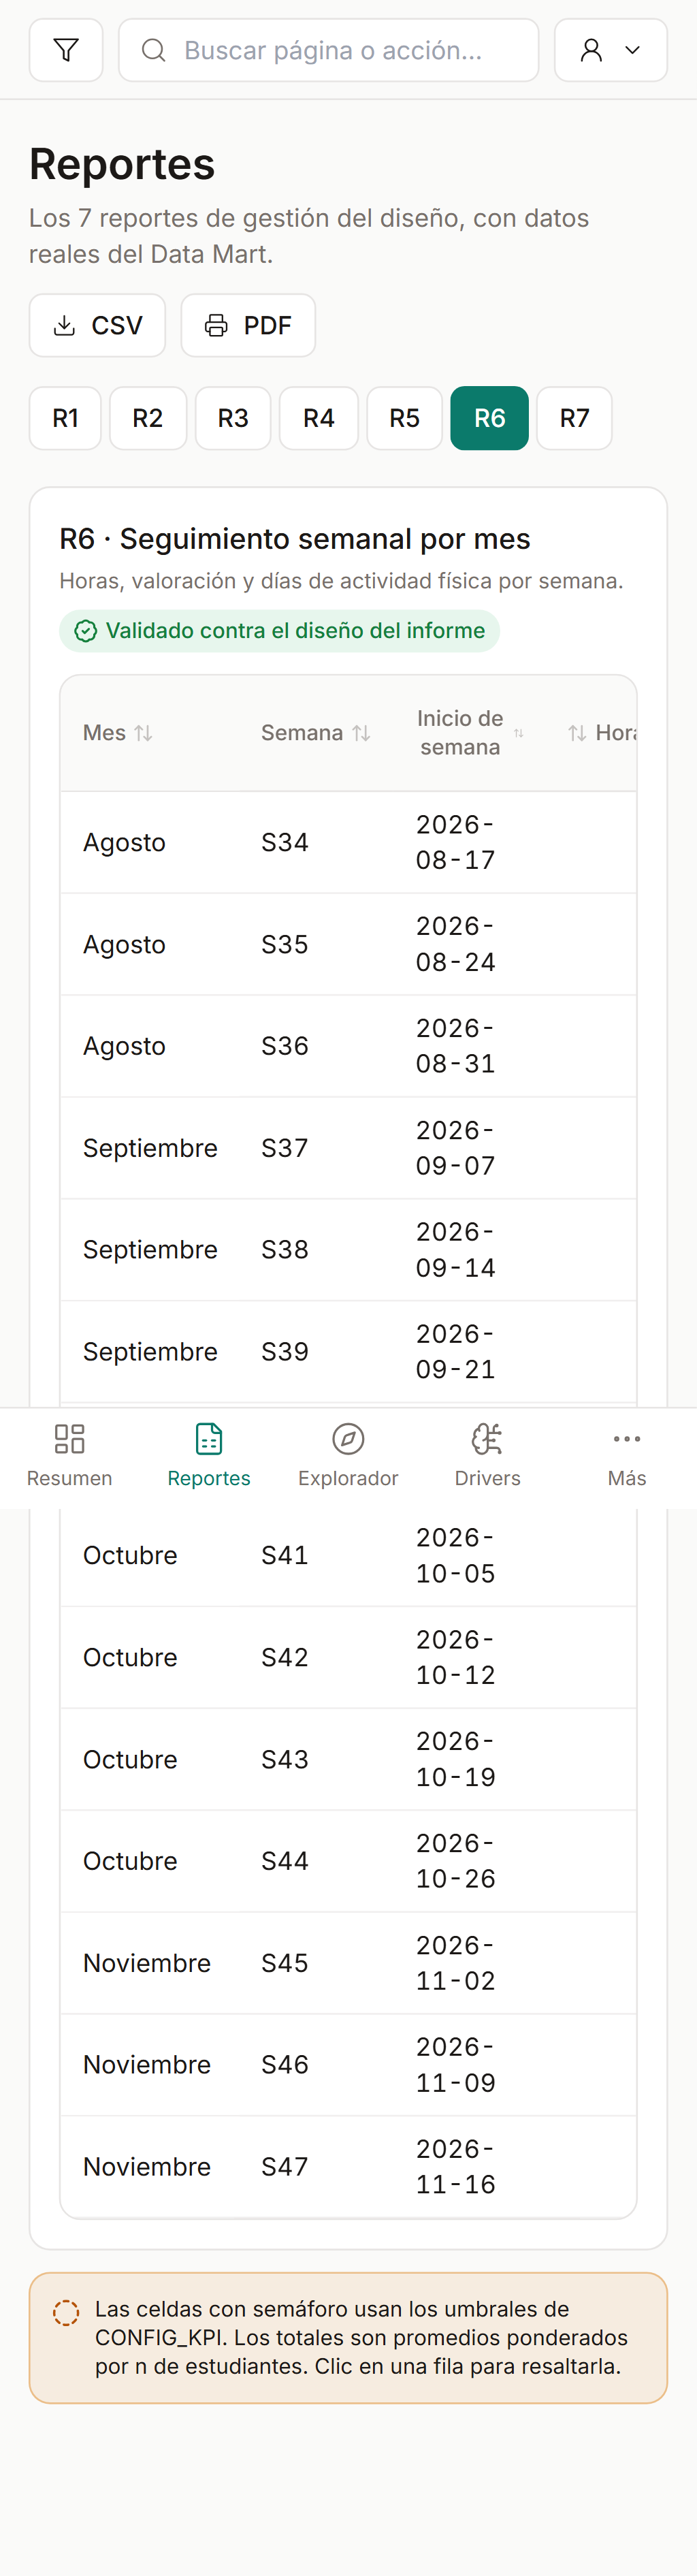 Buscar página o acción...
Reportes
Los 7 reportes de gestión del diseño, con datos
reales del Data Mart.
CSV PDF
R1 R2 R3 R4 R5 R6 R7
R6 · Seguimiento semanal por mes
Horas, valoración y días de actividad física por semana.
Validado contra el diseño del informe
Mes Semana Inicio de
semana
Agosto S34 2026-
08-17
Agosto S35 2026-
08-24
Agosto S36 2026-
08-31
Septiembre S37 2026-
09-07
Septiembre S38 2026-
09-14
Septiembre S39 2026-
09-21
Resumen Reportes Explorador Drivers Más
Octubre S41 2026-
10-05
Octubre S42 2026-
10-12
Octubre S43 2026-
10-19
Octubre S44 2026-
10-26
Noviembre S45 2026-
11-02
Noviembre S46 2026-
11-09
Noviembre S47 2026-
11-16
Las celdas con semáforo usan los umbrales de
CONFIG_KPI. Los totales son promedios ponderados
por n de estudiantes. Clic en una fila para resaltarla.